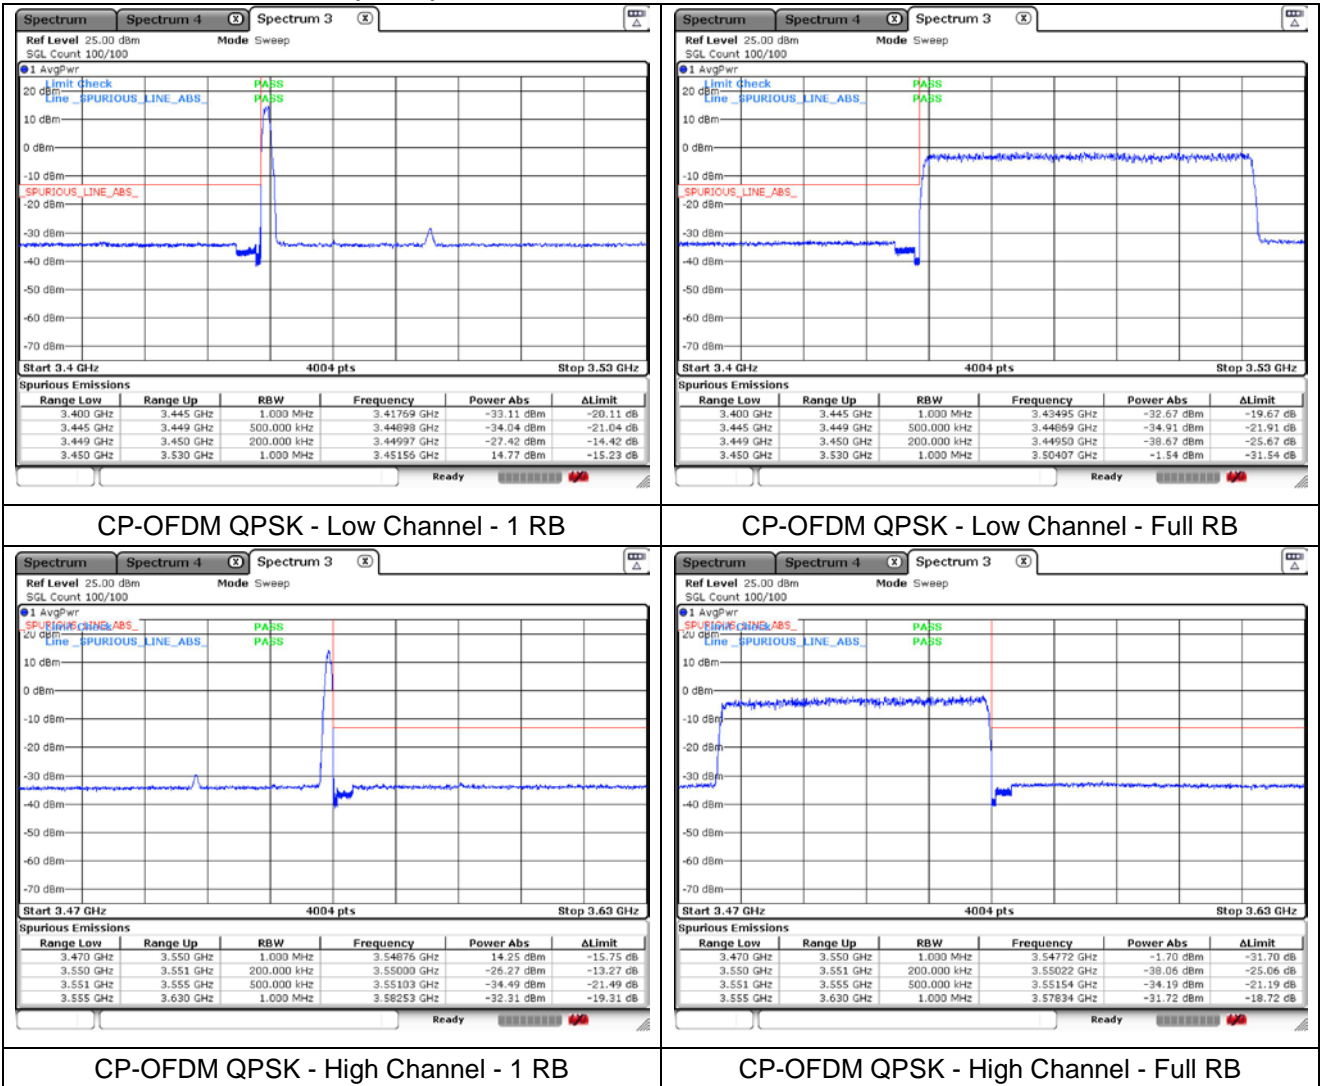 Spectrum Spectrum 4 Spectrum 3
Ref Level 25.00 dBm Mode Sweep
SGL Count 100/100
1 AvgPwr
Limit Check PASS
20 dBm
Line _SPURIOUS_LINE_ABS_ PASS
10 dBm
0 dBm
-10 dBm
_SPURIOUS_LINE_ABS_
-20 dBm
-30 dBm
-40 dBm
-50 dBm
-60 dBm
-70 dBm
Start 3.4 GHz 4004 pts Stop 3.53 GHz
Spurious Emissions
Range Low Range Up RBW Frequency Power Abs ΔLimit
3.400 GHz 3.445 GHz 1.000 MHz 3.41769 GHz -33.11 dBm -20.11 dB
3.445 GHz 3.449 GHz 500.000 kHz 3.44898 GHz -34.04 dBm -21.04 dB
3.449 GHz 3.450 GHz 200.000 kHz 3.44997 GHz -27.42 dBm -14.42 dB
3.450 GHz 3.530 GHz 1.000 MHz 3.45156 GHz 14.77 dBm -15.23 dB
Ready
CP-OFDM QPSK - Low Channel - 1 RB
Spectrum Spectrum 4 Spectrum 3
Ref Level 25.00 dBm Mode Sweep
SGL Count 100/100
1 AvgPwr
Limit Check PASS
20 dBm
Line _SPURIOUS_LINE_ABS_ PASS
10 dBm
0 dBm
-10 dBm
_SPURIOUS_LINE_ABS_
-20 dBm
-30 dBm
-40 dBm
-50 dBm
-60 dBm
-70 dBm
Start 3.4 GHz 4004 pts Stop 3.53 GHz
Spurious Emissions
Range Low Range Up RBW Frequency Power Abs ΔLimit
3.400 GHz 3.445 GHz 1.000 MHz 3.43495 GHz -32.67 dBm -19.67 dB
3.445 GHz 3.449 GHz 500.000 kHz 3.44869 GHz -34.91 dBm -21.91 dB
3.449 GHz 3.450 GHz 200.000 kHz 3.44950 GHz -38.67 dBm -25.67 dB
3.450 GHz 3.530 GHz 1.000 MHz 3.50407 GHz -1.54 dBm -31.54 dB
Ready
CP-OFDM QPSK - Low Channel - Full RB
Spectrum Spectrum 4 Spectrum 3
Ref Level 25.00 dBm Mode Sweep
SGL Count 100/100
1 AvgPwr
_SPURIOUS_LINE_ABS_
Limit Check PASS
20 dBm
Line _SPURIOUS_LINE_ABS_ PASS
10 dBm
0 dBm
-10 dBm
-20 dBm
-30 dBm
-40 dBm
-50 dBm
-60 dBm
-70 dBm
Start 3.47 GHz 4004 pts Stop 3.63 GHz
Spurious Emissions
Range Low Range Up RBW Frequency Power Abs ΔLimit
3.470 GHz 3.550 GHz 1.000 MHz 3.54876 GHz 14.25 dBm -15.75 dB
3.550 GHz 3.551 GHz 200.000 kHz 3.55000 GHz -26.27 dBm -13.27 dB
3.551 GHz 3.555 GHz 500.000 kHz 3.55103 GHz -34.49 dBm -21.49 dB
3.555 GHz 3.630 GHz 1.000 MHz 3.58253 GHz -32.31 dBm -19.31 dB
Ready
CP-OFDM QPSK - High Channel - 1 RB
Spectrum Spectrum 4 Spectrum 3
Ref Level 25.00 dBm Mode Sweep
SGL Count 100/100
1 AvgPwr
_SPURIOUS_LINE_ABS_
Limit Check PASS
20 dBm
Line _SPURIOUS_LINE_ABS_ PASS
10 dBm
0 dBm
-10 dBm
-20 dBm
-30 dBm
-40 dBm
-50 dBm
-60 dBm
-70 dBm
Start 3.47 GHz 4004 pts Stop 3.63 GHz
Spurious Emissions
Range Low Range Up RBW Frequency Power Abs ΔLimit
3.470 GHz 3.550 GHz 1.000 MHz 3.54772 GHz -1.70 dBm -31.70 dB
3.550 GHz 3.551 GHz 200.000 kHz 3.55022 GHz -38.06 dBm -25.06 dB
3.551 GHz 3.555 GHz 500.000 kHz 3.55154 GHz -34.19 dBm -21.19 dB
3.555 GHz 3.630 GHz 1.000 MHz 3.57834 GHz -31.72 dBm -18.72 dB
Ready
CP-OFDM QPSK - High Channel - Full RB